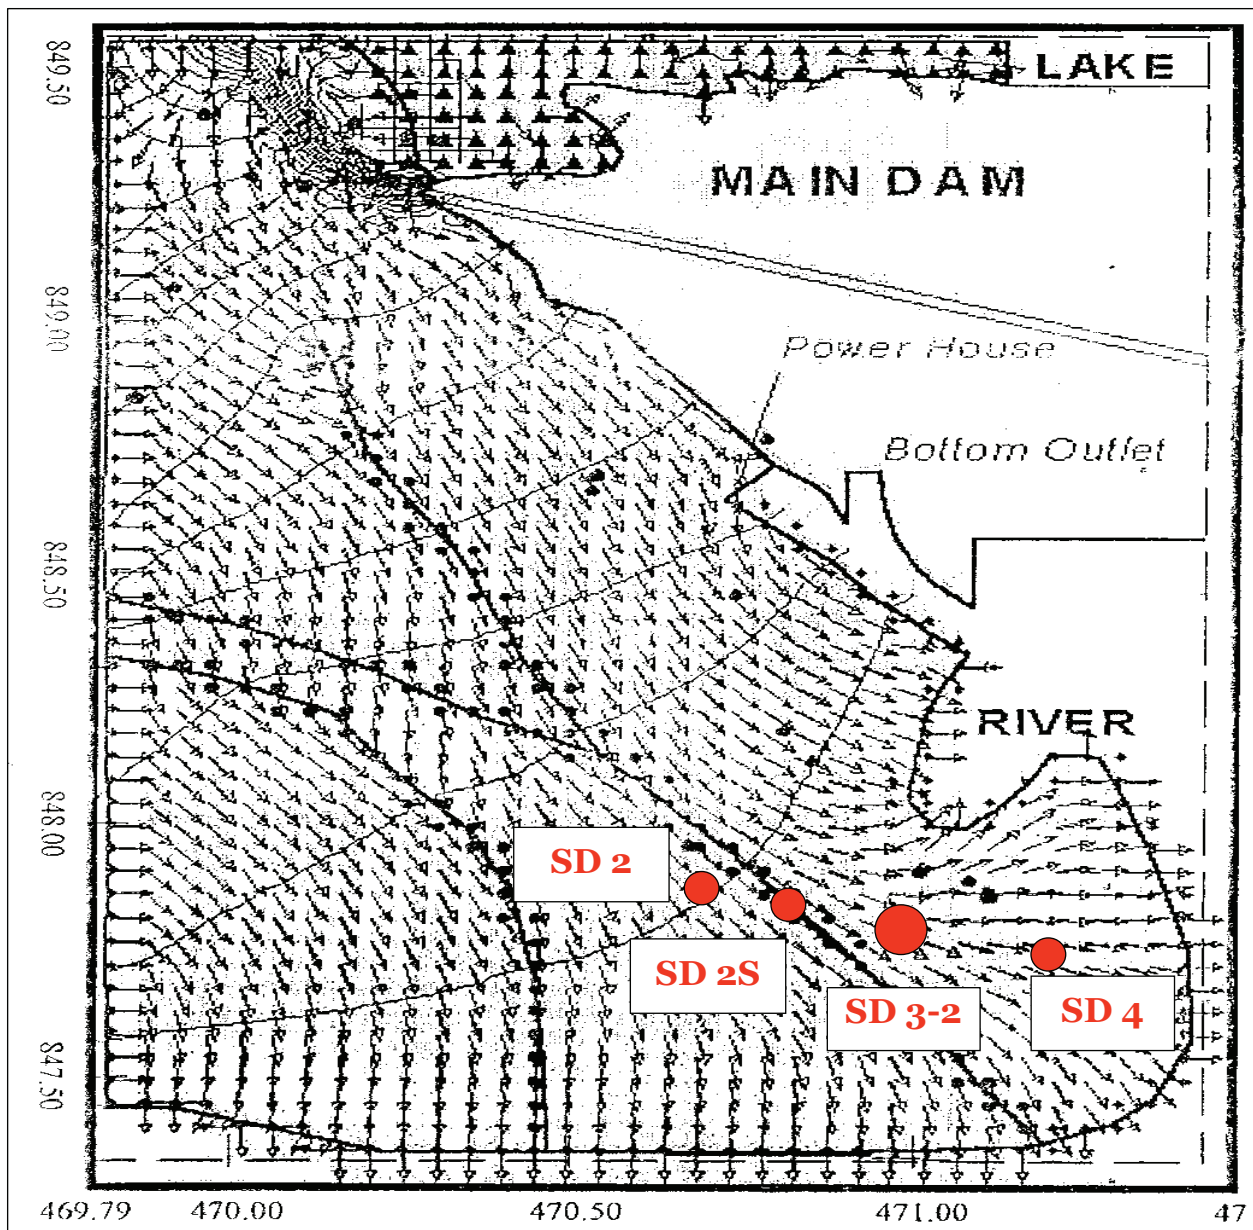 849.50
LAKE
MAIN DAM
849.00
Power House
Bottom Outlet
848.50
RIVER
848.00
SD 2
SD 2S
SD 3-2
SD 4
847.50
469.79
470.00
470.50
471.00
47